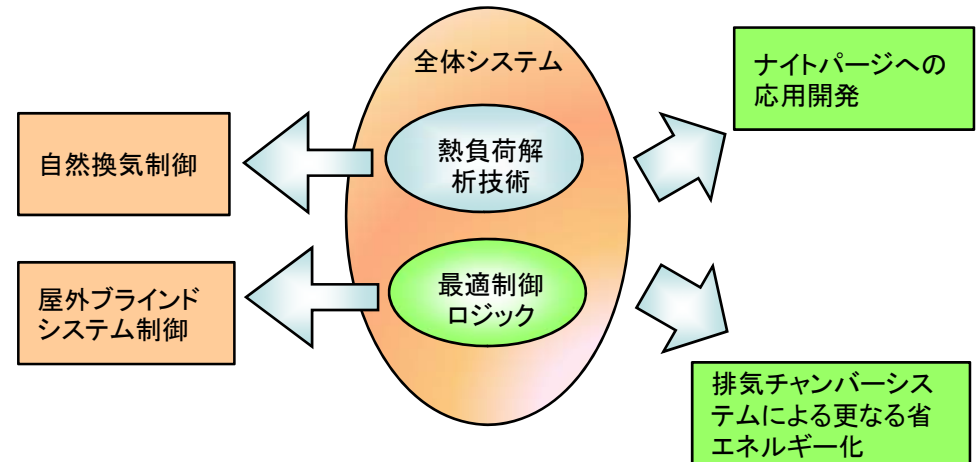 全体システム
ナイトパージへの
応用開発
自然換気制御
熱負荷解
析技術
屋外ブラインド
システム制御
最適制御
ロジック
排気チャンバーシス
テムによる更なる省
エネルギー化